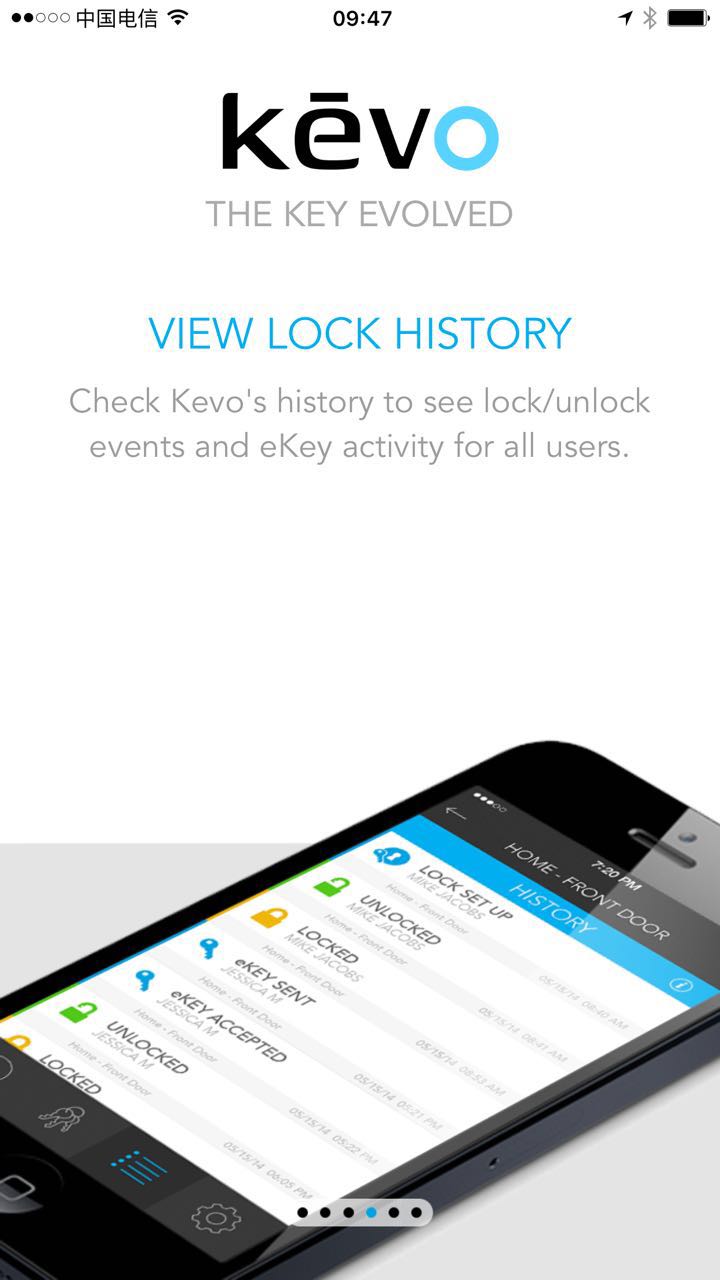 中国电信
09:47
kēvo
THE KEY EVOLVED
VIEW LOCK HISTORY
Check Kevo's history to see lock/unlock
events and eKey activity for all users.
7:20 PM
HOME - FRONT DOOR
HISTORY
LOCK SET UP
MIKE JACOBS
Home - Front Door
05/15/14 08:40 AM
UNLOCKED
MIKE JACOBS
Home - Front Door
05/15/14 08:41 AM
LOCKED
MIKE JACOBS
Home - Front Door
05/15/14 08:53 AM
eKEY SENT
JESSICA M
Home - Front Door
05/15/14 05:21 PM
eKEY ACCEPTED
JESSICA M
Home - Front Door
05/15/14 05:22 PM
UNLOCKED
JESSICA M
Home - Front Door
05/15/14 06:05 PM
LOCKED